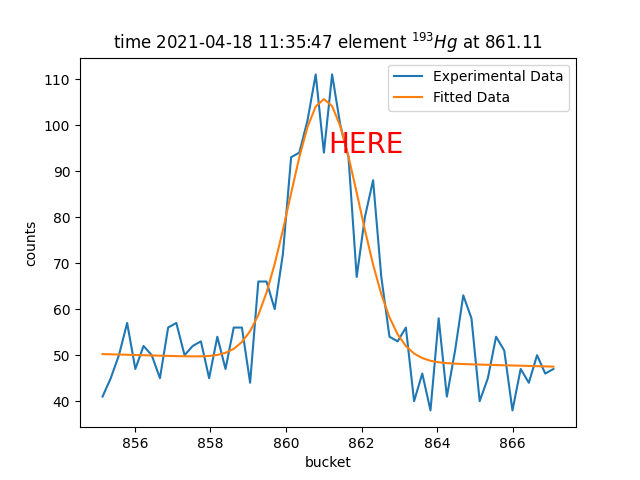 time 2021-04-18 11:35:47 element ¹⁹³Hg at 861.11
Experimental Data
Fitted Data
HERE
110
100
90
80
70
60
50
40
counts
856 858 860 862 864 866
bucket